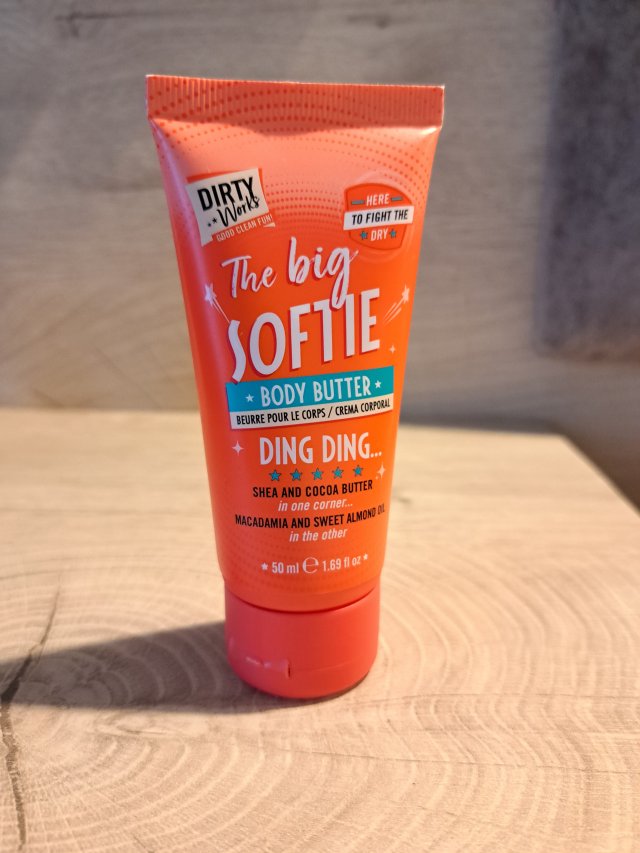 DIRTY
Works
GOOD CLEAN FUN!
HERE
TO FIGHT THE
DRY
The big
SOFTIE
BODY BUTTER
BEURRE POUR LE CORPS / CREMA CORPORAL
DING DING...
SHEA AND COCOA BUTTER
in one corner...
MACADAMIA AND SWEET ALMOND OIL
in the other
50 ml ℮ 1.69 fl oz